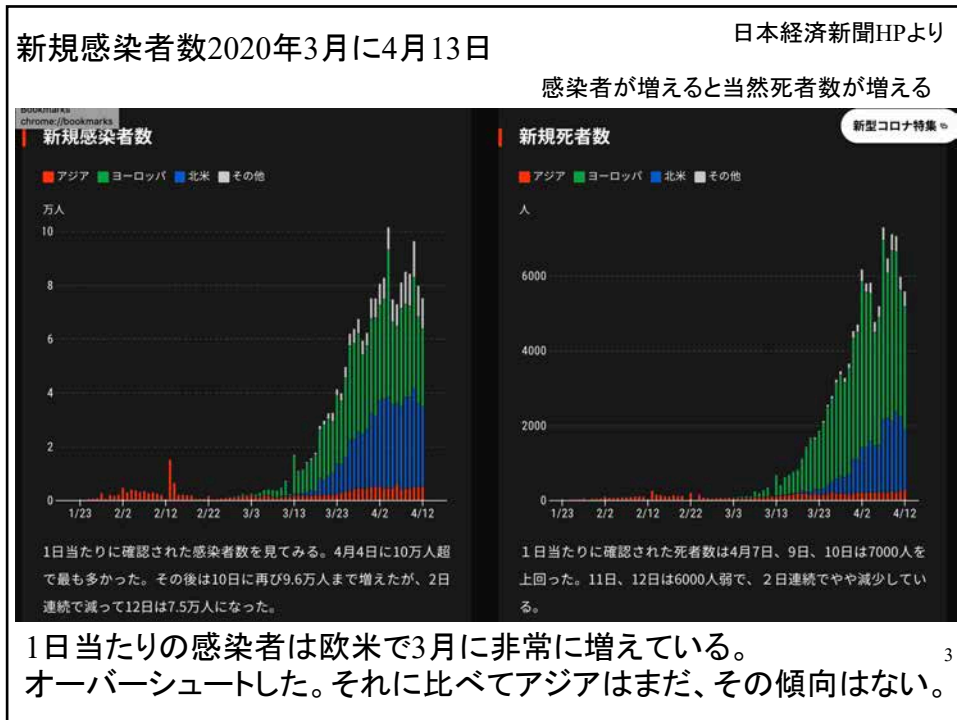 新規感染者数2020年3月に4月13日
日本経済新聞HPより
感染者が増えると当然死者数が増える
Bookmarks
chrome://bookmarks
新規感染者数
アジア ヨーロッパ 北米 その他
万人
10
8
6
4
2
0
1/23 2/2 2/12 2/22 3/3 3/13 3/23 4/2 4/12
1日当たりに確認された感染者数を見てみる。4月4日に10万人超
で最も多かった。その後は10日に再び9.6万人まで増えたが、2日
連続で減って12日は7.5万人になった。
新規死者数
新型コロナ特集
アジア ヨーロッパ 北米 その他
人
6000
4000
2000
0
1/23 2/2 2/12 2/22 3/3 3/13 3/23 4/2 4/12
1日当たりに確認された死者数は4月7日、9日、10日は7000人を
上回った。11日、12日は6000人弱で、2日連続でやや減少してい
る。
1日当たりの感染者は欧米で3月に非常に増えている。
オーバーシュートした。それに比べてアジアはまだ、その傾向はない。
3